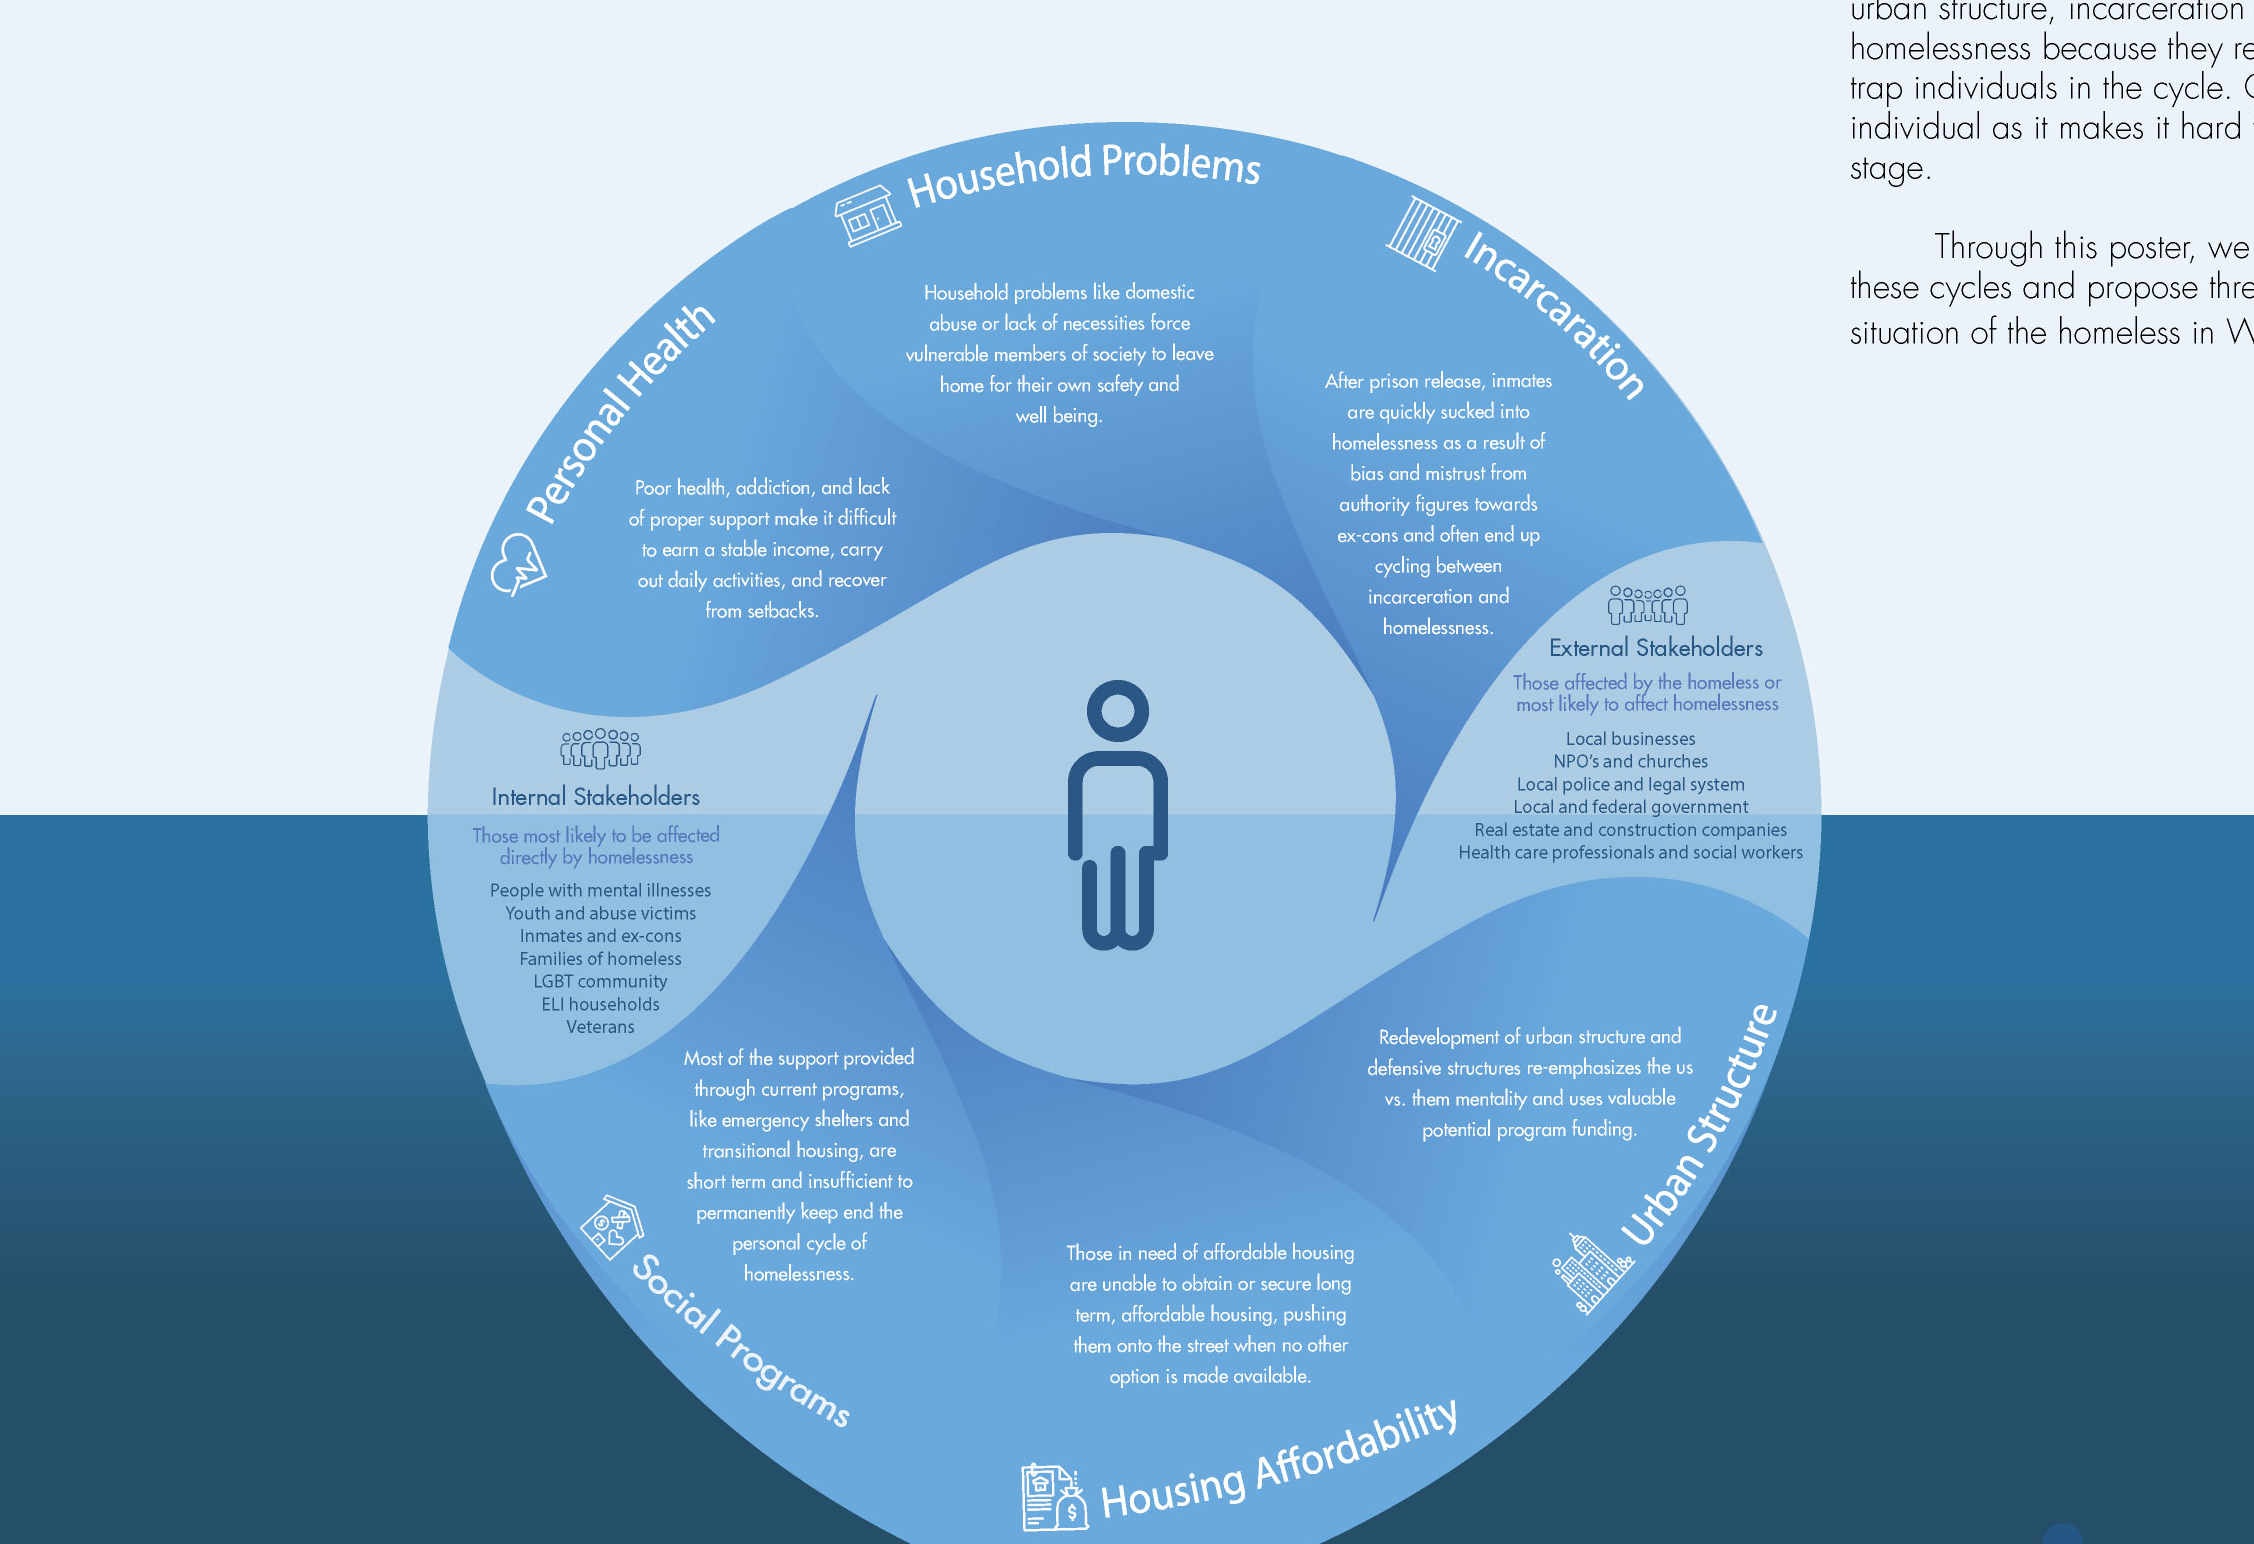 urban structure, incarceration
homelessness because they re
trap individuals in the cycle.
individual as it makes it hard
stage.
Through this poster, we
these cycles and propose thre
situation of the homeless in W
Household Problems
Household problems like domestic
abuse or lack of necessities force
vulnerable members of society to leave
home for their own safety and
well being.
Incarcaration
After prison release, inmates
are quickly sucked into
homelessness as a result of
bias and mistrust from
authority figures towards
ex-cons and often end up
cycling between
incarceration and
homelessness.
Personal Health
Poor health, addiction, and lack
of proper support make it difficult
to earn a stable income, carry
out daily activities, and recover
from setbacks.
External Stakeholders
Those affected by the homeless or
most likely to affect homelessness
Local businesses
NPO's and churches
Local police and legal system
Local and federal government
Real estate and construction companies
Health care professionals and social workers
Internal Stakeholders
Those most likely to be affected
directly by homelessness
People with mental illnesses
Youth and abuse victims
Inmates and ex-cons
Families of homeless
LGBT community
ELI households
Veterans
Most of the support provided
through current programs,
like emergency shelters and
transitional housing, are
short term and insufficient to
permanently keep end the
personal cycle of
homelessness.
Social Programs
Redevelopment of urban structure and
defensive structures re-emphasizes the us
vs. them mentality and uses valuable
potential program funding.
Urban Structure
Those in need of affordable housing
are unable to obtain or secure long
term, affordable housing, pushing
them onto the street when no other
option is made available.
Housing Affordability